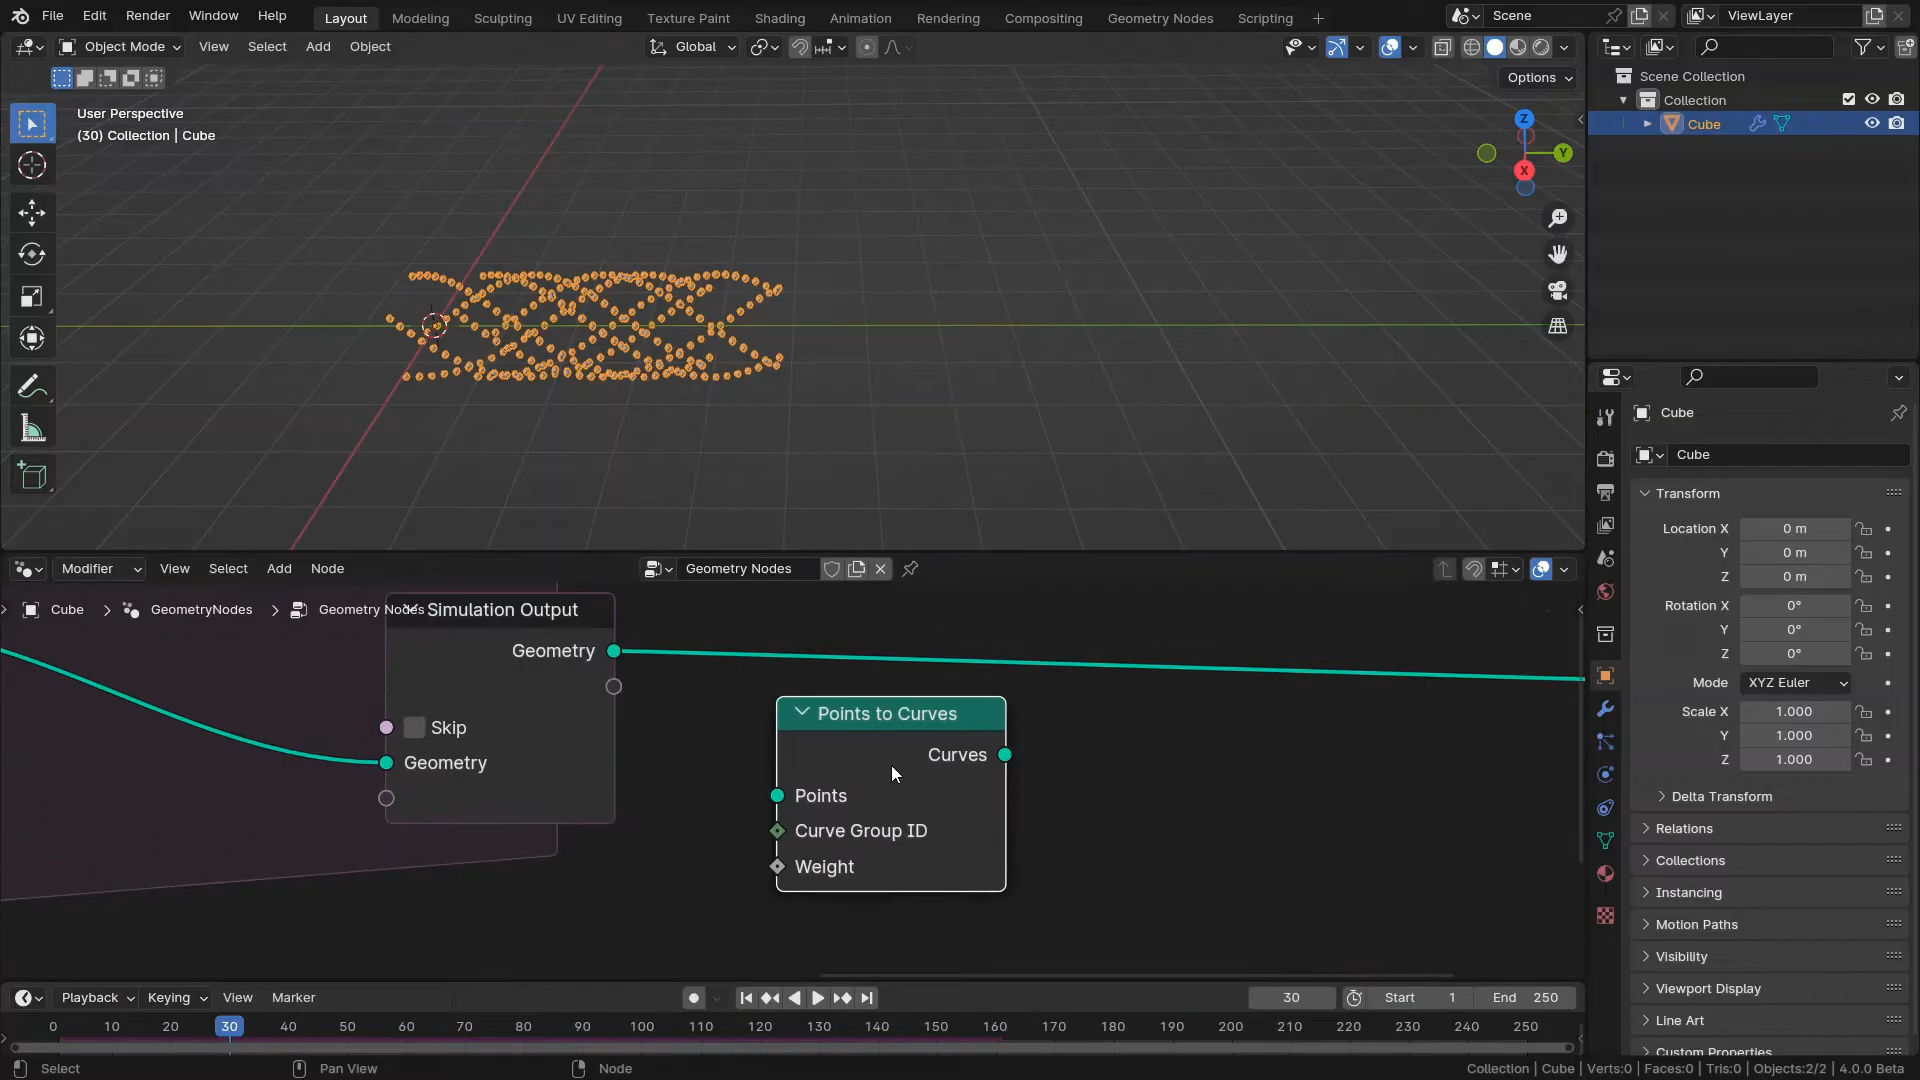 File Edit Render Window Help Layout Modeling Sculpting UV Editing Texture Paint Shading Animation Rendering Compositing Geometry Nodes Scripting + Scene ViewLayer
Object Mode View Select Add Object Global
Options
User Perspective
(30) Collection | Cube
Z
Y
X
Scene Collection
Collection
Cube
Cube
Cube
Transform
Location X 0 m
Y 0 m
Z 0 m
Rotation X 0°
Y 0°
Z 0°
Mode XYZ Euler
Scale X 1.000
Y 1.000
Z 1.000
Delta Transform
Relations
Collections
Instancing
Motion Paths
Visibility
Viewport Display
Line Art
Custom Properties
Modifier View Select Add Node Geometry Nodes
Cube > GeometryNodes > Geometry Nodes
Simulation Output
Geometry
Skip
Geometry
Points to Curves
Curves
Points
Curve Group ID
Weight
Playback Keying View Marker 30 Start 1 End 250
0 10 20 30 40 50 60 70 80 90 100 110 120 130 140 150 160 170 180 190 200 210 220 230 240 250
Select Pan View Node Collection | Cube | Verts:0 | Faces:0 | Tris:0 | Objects:2/2 | 4.0.0 Beta